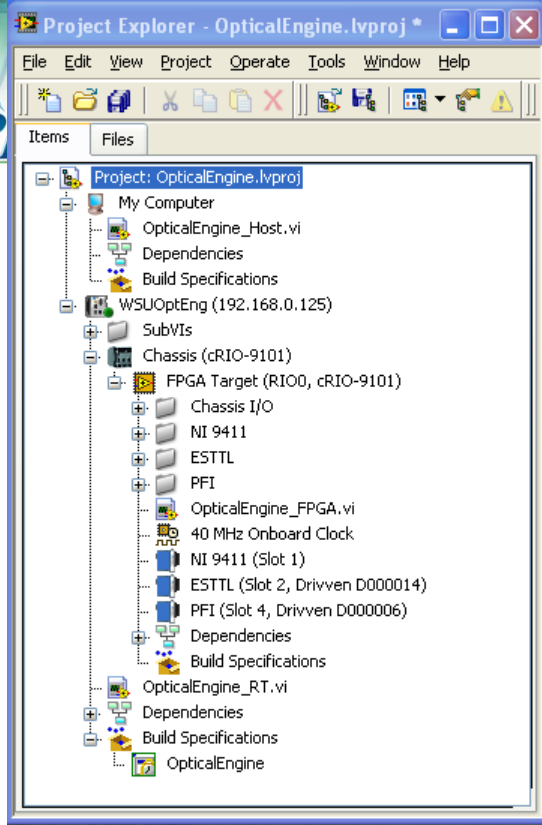 Project Explorer - OpticalEngine.lvproj *
File Edit View Project Operate Tools Window Help
Items Files
Project: OpticalEngine.lvproj
My Computer
OpticalEngine_Host.vi
Dependencies
Build Specifications
WSUOptEng (192.168.0.125)
SubVIs
Chassis (cRIO-9101)
FPGA Target (RIO0, cRIO-9101)
Chassis I/O
NI 9411
ESTTL
PFI
OpticalEngine_FPGA.vi
40 MHz Onboard Clock
NI 9411 (Slot 1)
ESTTL (Slot 2, Drivven D000014)
PFI (Slot 4, Drivven D000006)
Dependencies
Build Specifications
OpticalEngine_RT.vi
Dependencies
Build Specifications
OpticalEngine